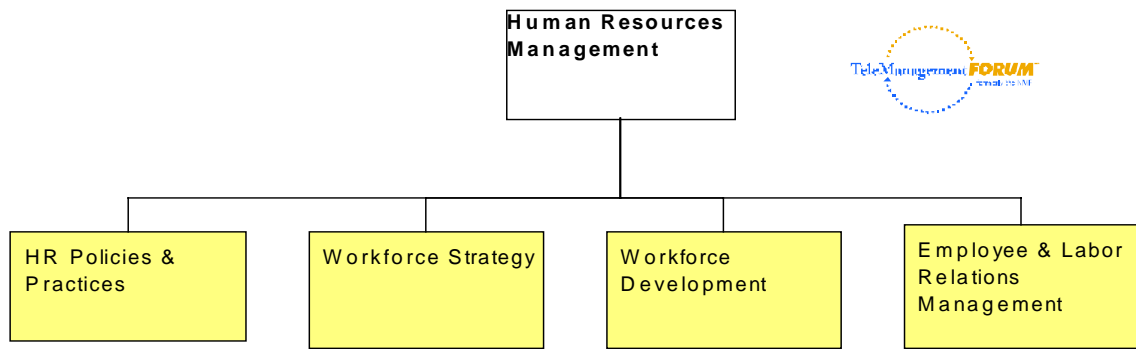 Human Resources
Management
TeleManagement FORUM
HR Policies &
Practices
Workforce Strategy
Workforce
Development
Employee & Labor
Relations
Management